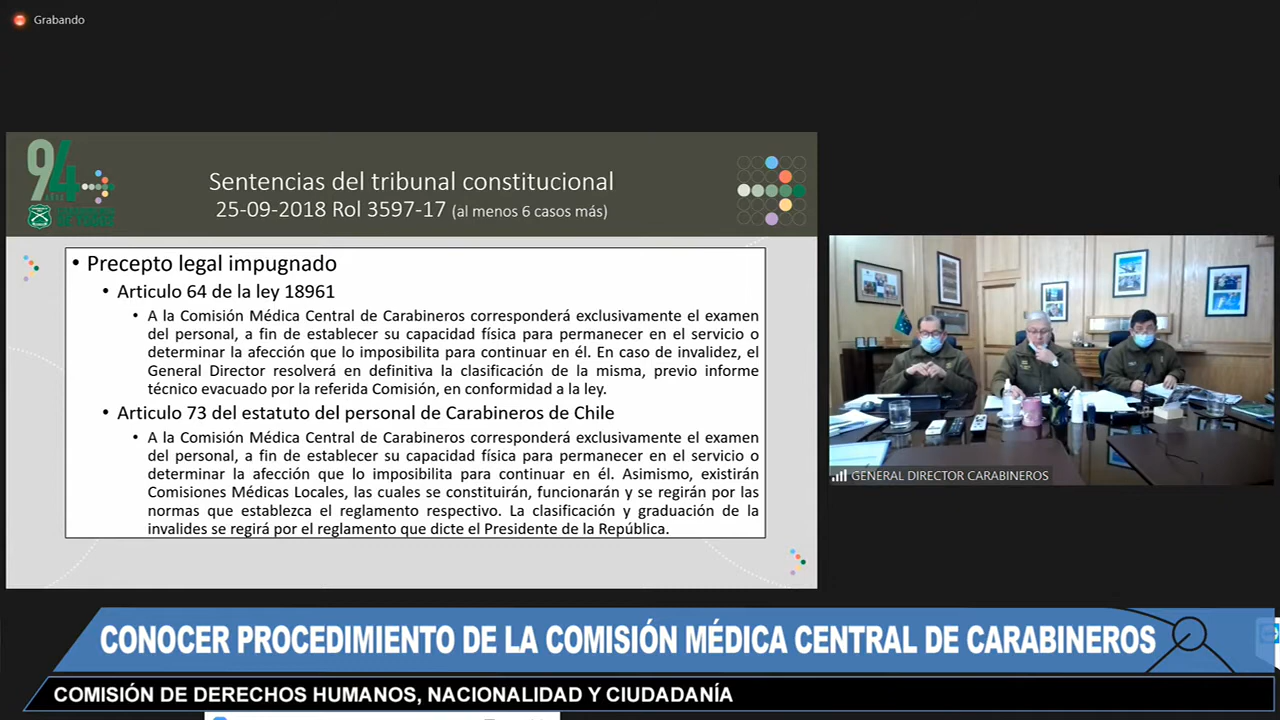 Grabando
94
AÑOS
CARABINEROS
DE CHILE
Sentencias del tribunal constitucional
25-09-2018 Rol 3597-17 (al menos 6 casos más)
• Precepto legal impugnado
• Articulo 64 de la ley 18961
• A la Comisión Médica Central de Carabineros corresponderá exclusivamente el examen
del personal, a fin de establecer su capacidad física para permanecer en el servicio o
determinar la afección que lo imposibilita para continuar en él. En caso de invalidez, el
General Director resolverá en definitiva la clasificación de la misma, previo informe
técnico evacuado por la referida Comisión, en conformidad a la ley.
• Articulo 73 del estatuto del personal de Carabineros de Chile
• A la Comisión Médica Central de Carabineros corresponderá exclusivamente el examen
del personal, a fin de establecer su capacidad física para permanecer en el servicio o
determinar la afección que lo imposibilita para continuar en él. Asimismo, existirán
Comisiones Médicas Locales, las cuales se constituirán, funcionarán y se regirán por las
normas que establezca el reglamento respectivo. La clasificación y graduación de la
invalides se regirá por el reglamento que dicte el Presidente de la República.
GENERAL DIRECTOR CARABINEROS
CONOCER PROCEDIMIENTO DE LA COMISIÓN MÉDICA CENTRAL DE CARABINEROS
COMISIÓN DE DERECHOS HUMANOS, NACIONALIDAD Y CIUDADANÍA